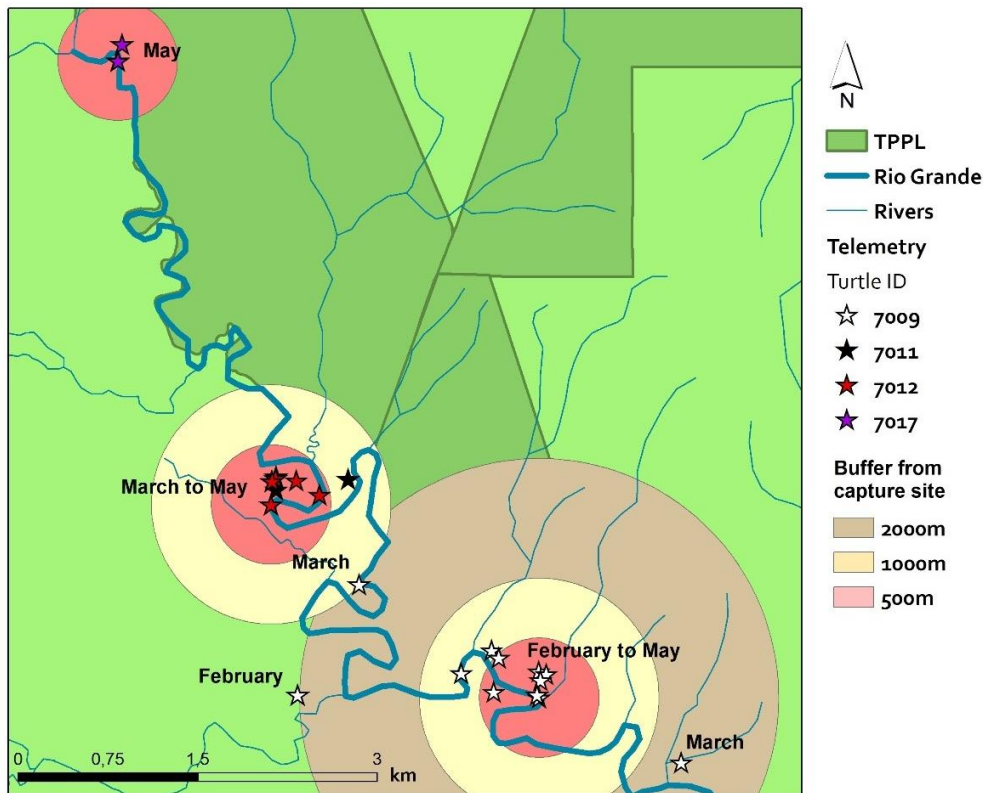 May
March to May
March
February
February to May
March
0 0,75 1,5 3
km
N
TPPL
Rio Grande
Rivers
Telemetry
Turtle ID
7009
7011
7012
7017
Buffer from
capture site
2000m
1000m
500m